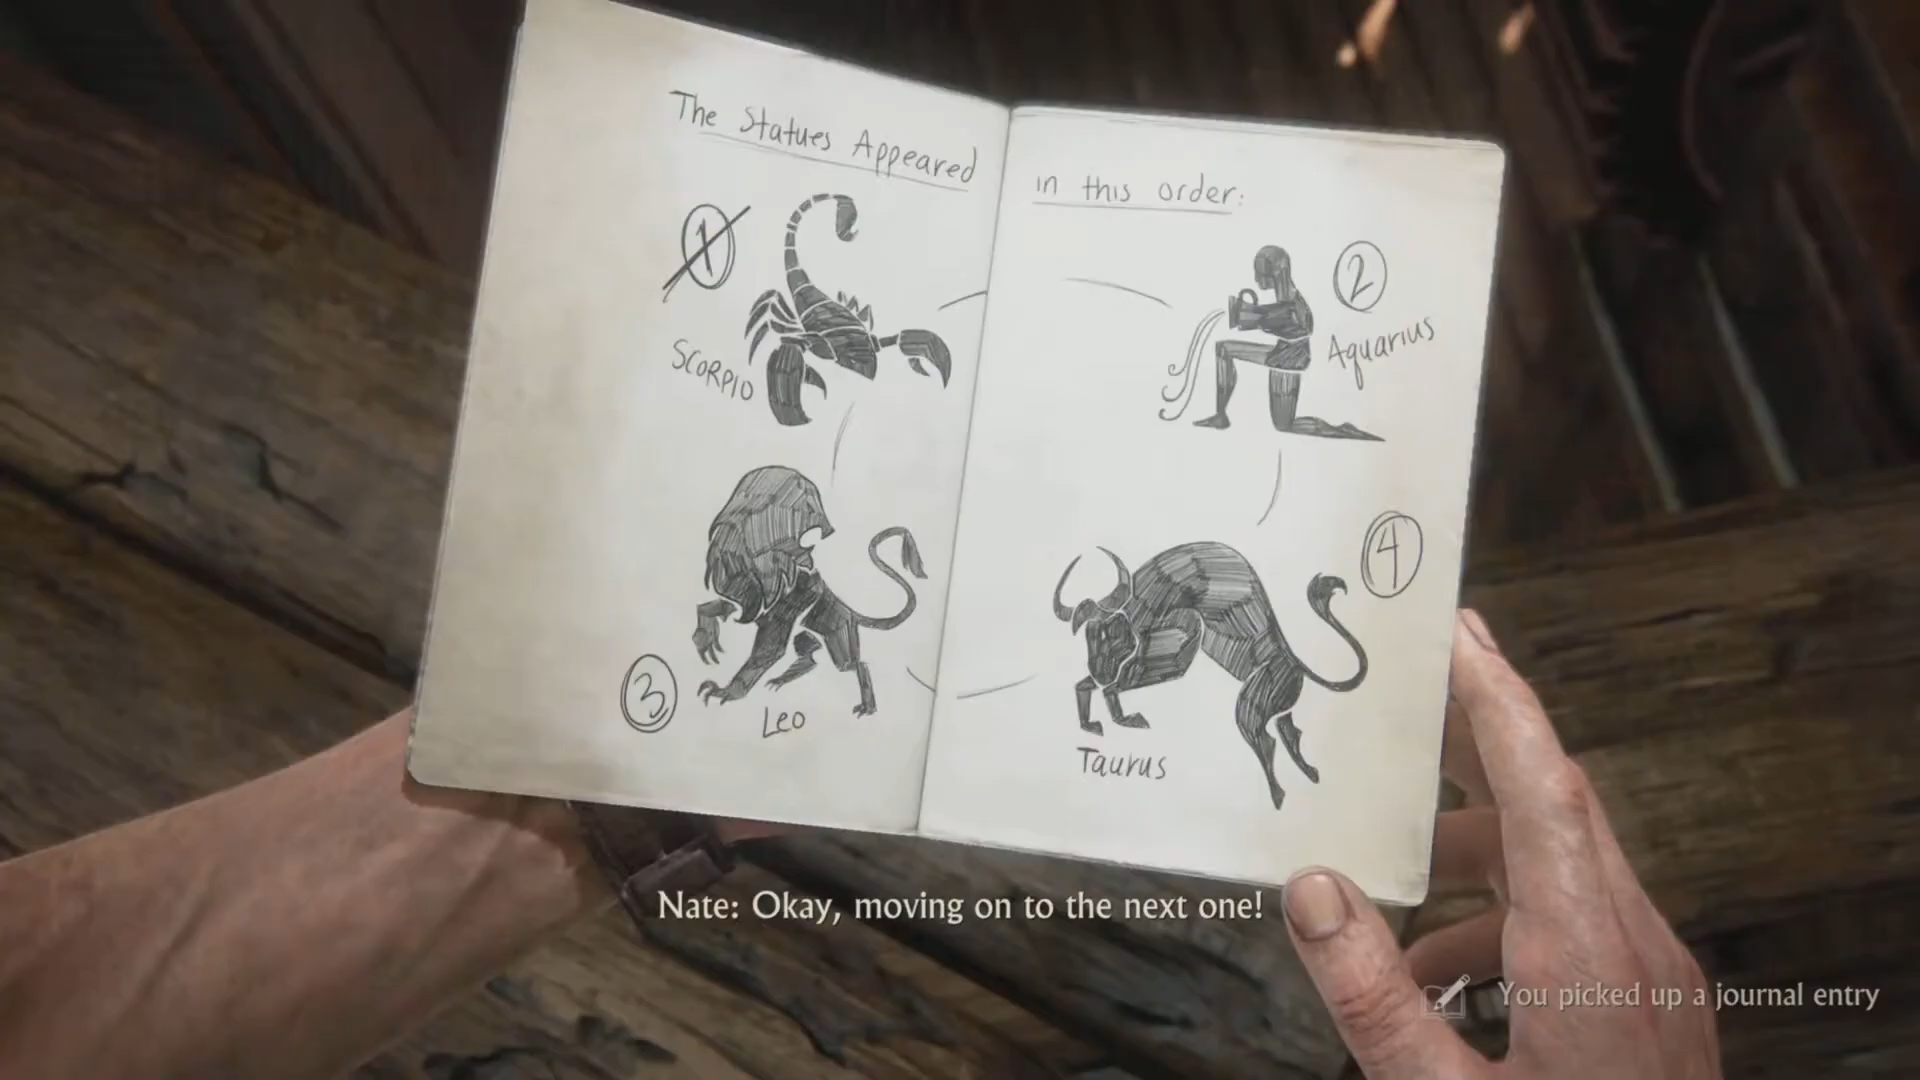 The Statues Appeared
in this order:
1
SCORPIO
2
Aquarius
3
Leo
4
Taurus
Nate: Okay, moving on to the next one!
You picked up a journal entry